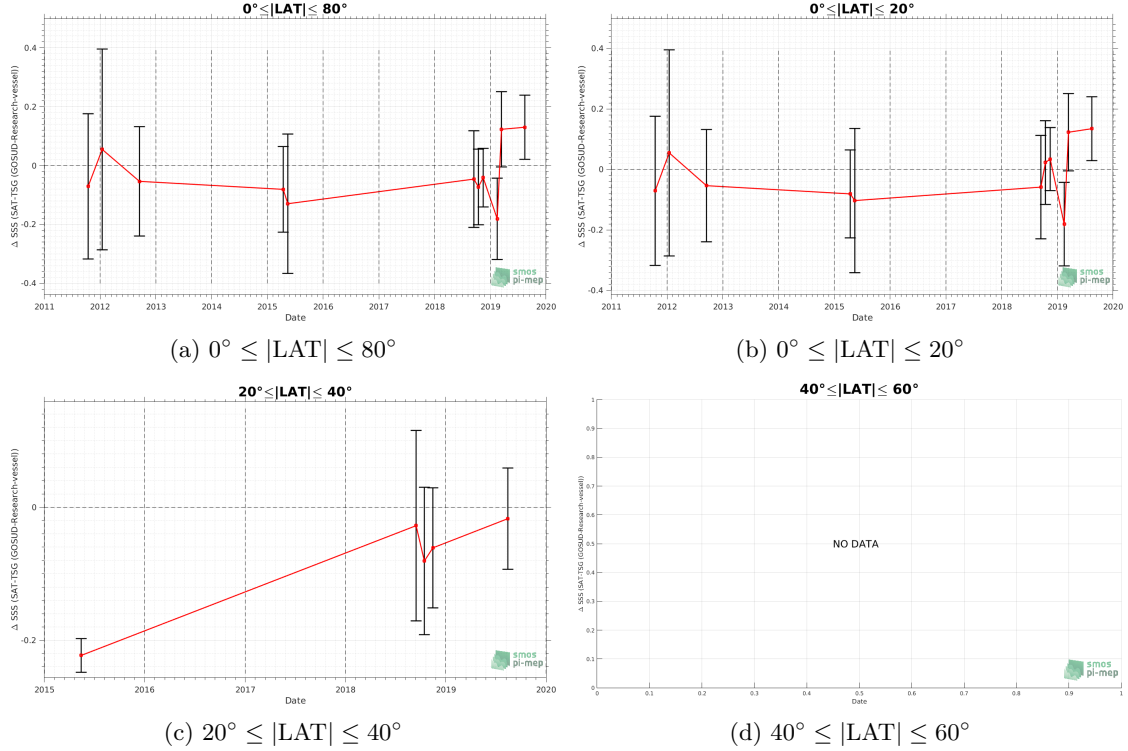 0°≤|LAT|≤ 80°
0.4
0.2
0
-0.2
-0.4
Δ SSS (SAT-TSG (GOSUD-Research-vessel))
2011 2012 2013 2014 2015 2016 2017 2018 2019 2020
Date
smos
pi-mep
(a) 0° ≤ |LAT| ≤ 80°
0°≤|LAT|≤ 20°
0.4
0.2
0
-0.2
-0.4
Δ SSS (SAT-TSG (GOSUD-Research-vessel))
2011 2012 2013 2014 2015 2016 2017 2018 2019 2020
Date
smos
pi-mep
(b) 0° ≤ |LAT| ≤ 20°
20°≤|LAT|≤ 40°
0
-0.2
Δ SSS (SAT-TSG (GOSUD-Research-vessel))
2015 2016 2017 2018 2019 2020
Date
smos
pi-mep
(c) 20° ≤ |LAT| ≤ 40°
40°≤|LAT|≤ 60°
1
0.9
0.8
0.7
0.6
0.5
0.4
0.3
0.2
0.1
0
Δ SSS (SAT-TSG (GOSUD-Research-vessel))
NO DATA
0 0.1 0.2 0.3 0.4 0.5 0.6 0.7 0.8 0.9 1
Date
smos
pi-mep
(d) 40° ≤ |LAT| ≤ 60°